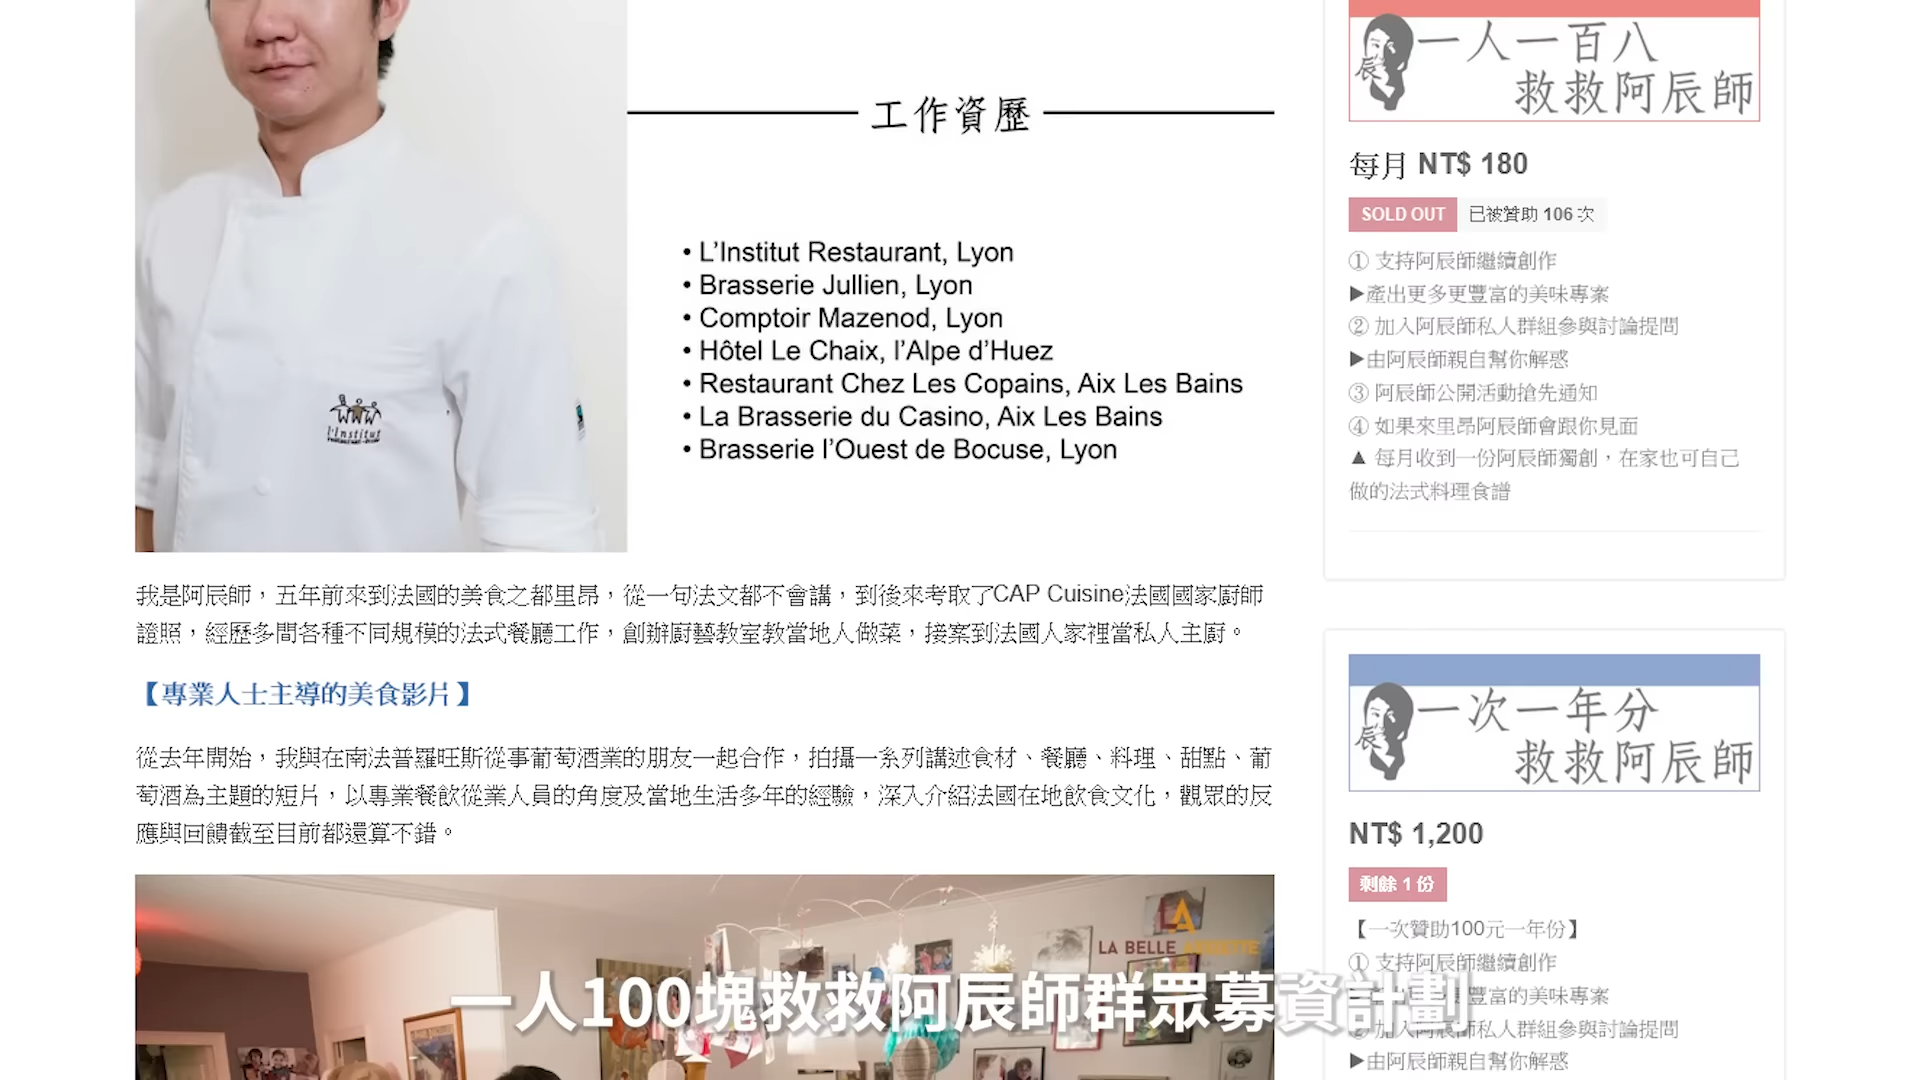 工作資歷
• L’Institut Restaurant, Lyon
• Brasserie Jullien, Lyon
• Comptoir Mazenod, Lyon
• Hôtel Le Chaix, l’Alpe d’Huez
• Restaurant Chez Les Copains, Aix Les Bains
• La Brasserie du Casino, Aix Les Bains
• Brasserie l’Ouest de Bocuse, Lyon
l'Institut
我是阿辰師，五年前來到法國的美食之都里昂，從一句法文都不會講，到後來考取了CAP Cuisine法國國家廚師
證照，經歷多間各種不同規模的法式餐廳工作，創辦廚藝教室教當地人做菜，接案到法國人家裡當私人主廚。
【專業人士主導的美食影片】
從去年開始，我與在南法普羅旺斯從事葡萄酒業的朋友一起合作，拍攝一系列講述食材、餐廳、料理、甜點、葡
萄酒為主題的短片，以專業餐飲從業人員的角度及當地生活多年的經驗，深入介紹法國在地飲食文化，觀眾的反
應與回饋截至目前都還算不錯。
LA
LA BELLE ASSIETTE
一人100塊救救阿辰師群眾募資計劃
辰
一人一百八
救救阿辰師
每月 NT$ 180
SOLD OUT 已被贊助 106 次
① 支持阿辰師繼續創作
▶產出更多更豐富的美味專案
② 加入阿辰師私人群組參與討論提問
▶由阿辰師親自幫你解惑
③ 阿辰師公開活動搶先通知
④ 如果來里昂阿辰師會跟你見面
▲ 每月收到一份阿辰師獨創，在家也可自己
做的法式料理食譜
辰
一次一年分
救救阿辰師
NT$ 1,200
剩餘 1 份
【一次贊助100元一年份】
① 支持阿辰師繼續創作
豐富的美味專案
加入阿辰師私人群組參與討論提問
▶由阿辰師親自幫你解惑